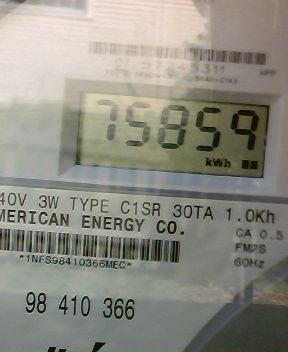 75859
kWh
40V 3W TYPE C1SR 30TA 1.0Kh
MERICAN ENERGY CO.
CA 0.5
FM2S
*1NFS98410366MEC*
60Hz
98 410 366